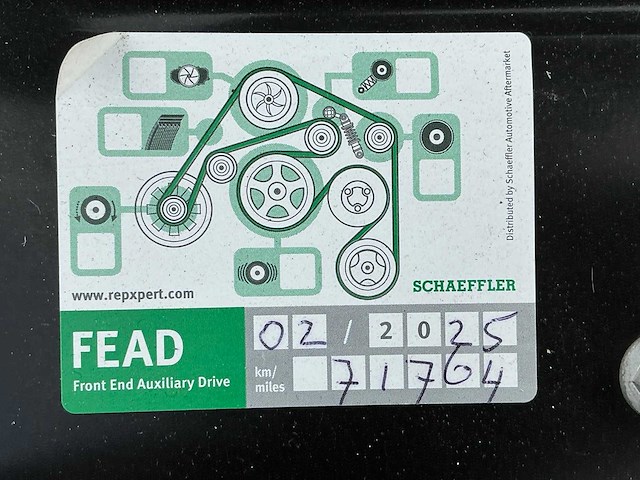 Distributed by Schaeffler Automotive Aftermarket
www.repxpert.com
SCHAEFFLER
FEAD
Front End Auxiliary Drive
02 / 2025
km/
miles
71764